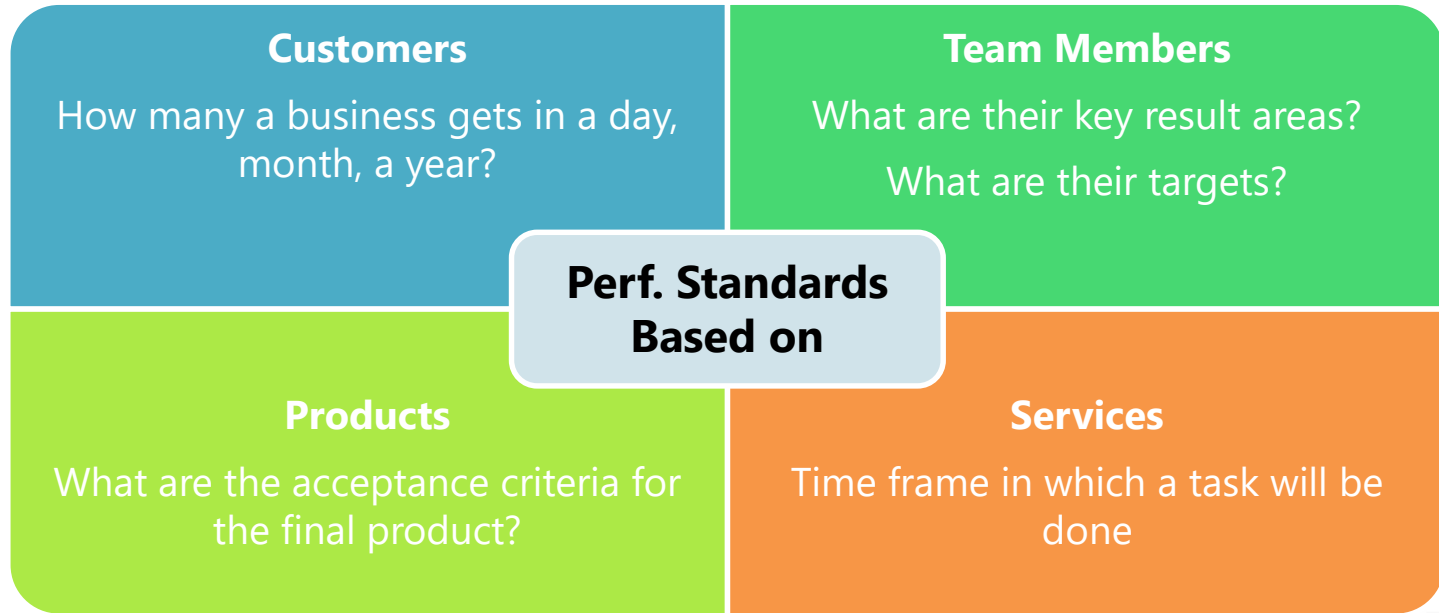 Customers
How many a business gets in a day,
month, a year?
Team Members
What are their key result areas?
What are their targets?
Perf. Standards
Based on
Products
What are the acceptance criteria for
the final product?
Services
Time frame in which a task will be
done